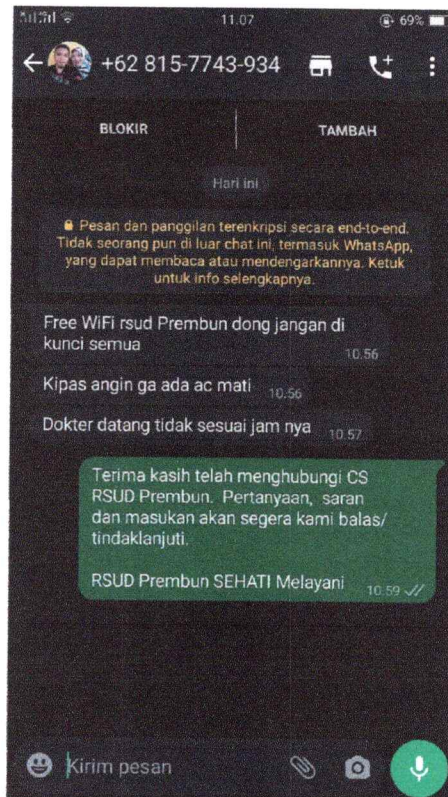 11.07
69%
+62 815-7743-934
BLOKIR
TAMBAH
Hari ini
Pesan dan panggilan terenkripsi secara end-to-end.
Tidak seorang pun di luar chat ini, termasuk WhatsApp,
yang dapat membaca atau mendengarkannya. Ketuk
untuk info selengkapnya.
Free WiFi rsud Prembun dong jangan di
kunci semua
10.56
Kipas angin ga ada ac mati 10.56
Dokter datang tidak sesuai jam nya 10.57
Terima kasih telah menghubungi CS
RSUD Prembun. Pertanyaan, saran
dan masukan akan segera kami balas/
tindaklanjuti.
RSUD Prembun SEHATI Melayani 10.59
Kirim pesan